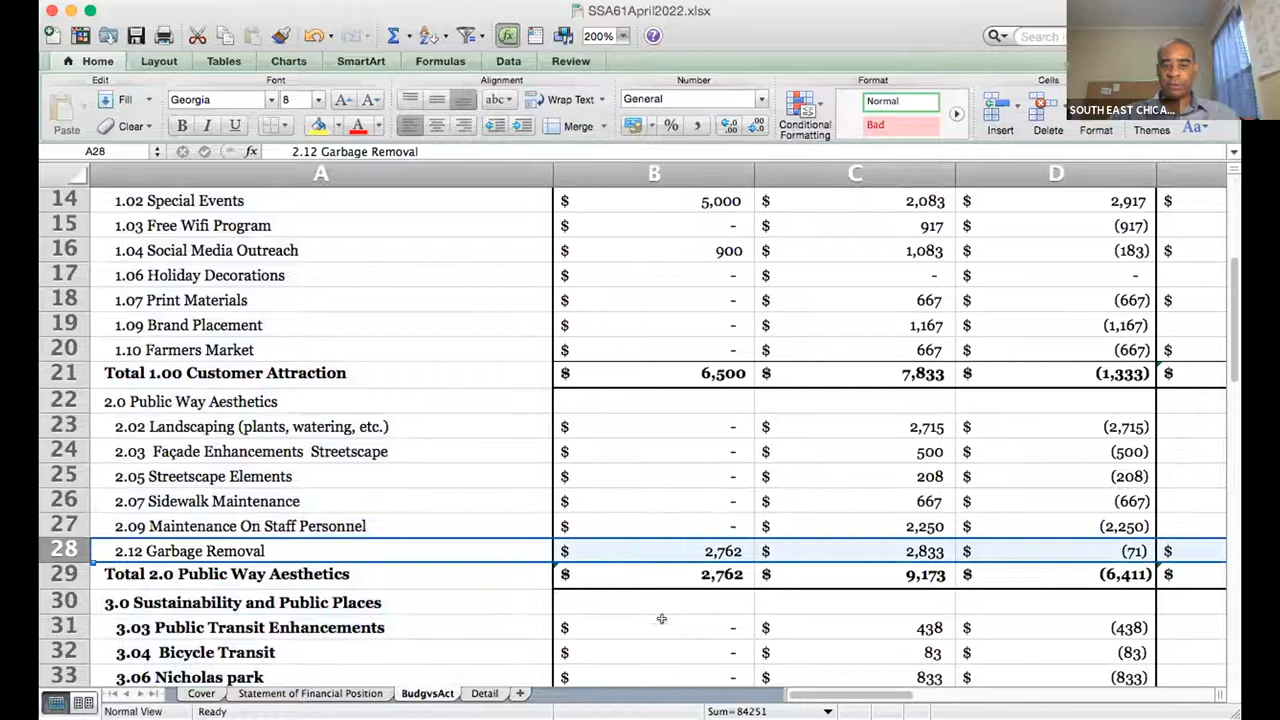 SSA61April2022.xlsx
200%
Search
Home Layout Tables Charts SmartArt Formulas Data Review
Edit Font Alignment Number Format Cells
Fill Georgia 8 A A abc Wrap Text General Normal
Paste Clear B I U A Merge % , Conditional Formatting Bad Insert Delete Format Themes Aa
SOUTH EAST CHICA...
A28 fx 2.12 Garbage Removal
A B C D
14 1.02 Special Events $ 5,000 $ 2,083 $ 2,917 $
15 1.03 Free Wifi Program $ - $ 917 $ (917)
16 1.04 Social Media Outreach $ 900 $ 1,083 $ (183) $
17 1.06 Holiday Decorations $ - $ - $ -
18 1.07 Print Materials $ - $ 667 $ (667) $
19 1.09 Brand Placement $ - $ 1,167 $ (1,167)
20 1.10 Farmers Market $ - $ 667 $ (667) $
21 Total 1.00 Customer Attraction $ 6,500 $ 7,833 $ (1,333) $
22 2.0 Public Way Aesthetics
23 2.02 Landscaping (plants, watering, etc.) $ - $ 2,715 $ (2,715)
24 2.03 Façade Enhancements Streetscape $ - $ 500 $ (500)
25 2.05 Streetscape Elements $ - $ 208 $ (208)
26 2.07 Sidewalk Maintenance $ - $ 667 $ (667)
27 2.09 Maintenance On Staff Personnel $ - $ 2,250 $ (2,250)
28 2.12 Garbage Removal $ 2,762 $ 2,833 $ (71) $
29 Total 2.0 Public Way Aesthetics $ 2,762 $ 9,173 $ (6,411) $
30 3.0 Sustainability and Public Places
31 3.03 Public Transit Enhancements $ - $ 438 $ (438)
32 3.04 Bicycle Transit $ - $ 83 $ (83)
33 3.06 Nicholas park $ - $ 833 $ (833)
Cover Statement of Financial Position BudgvsAct Detail +
Normal View Ready Sum=84251